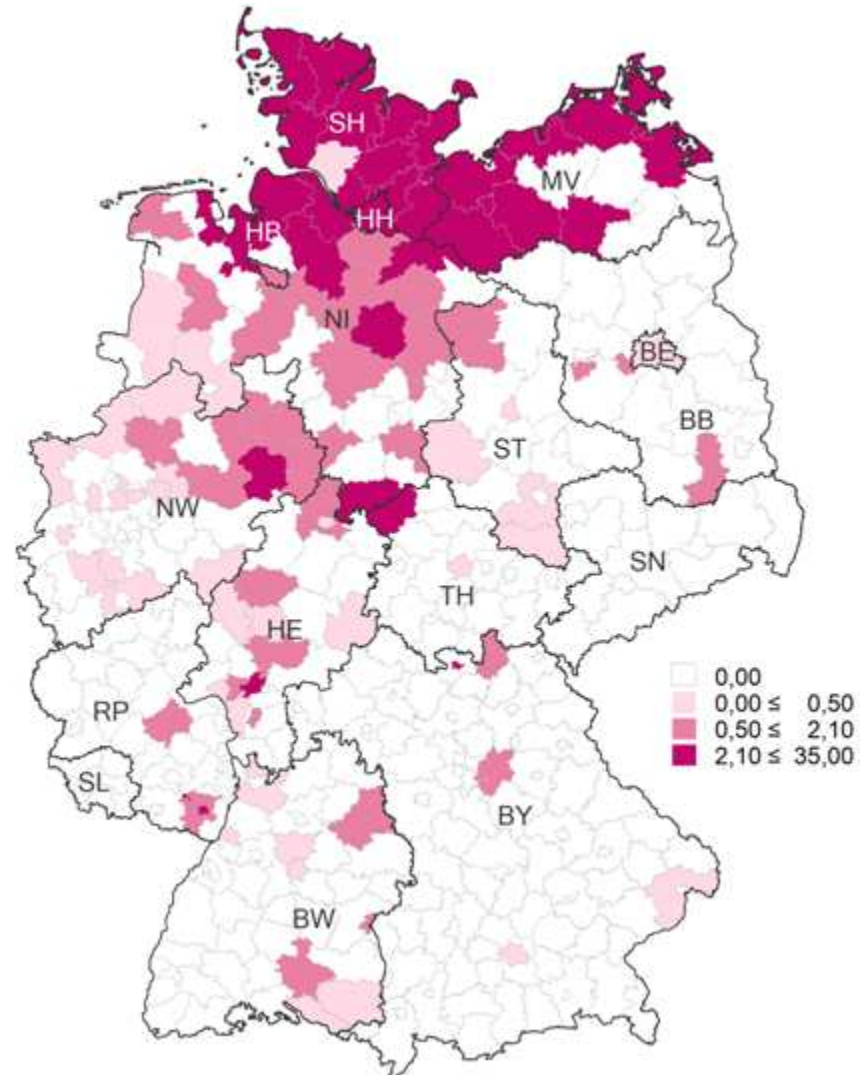 SH
MV
HB
HH
NI
BE
BB
ST
NW
SN
TH
HE
RP
SL
BY
BW
0,00
0,00 ≤ 0,50
0,50 ≤ 2,10
2,10 ≤ 35,00